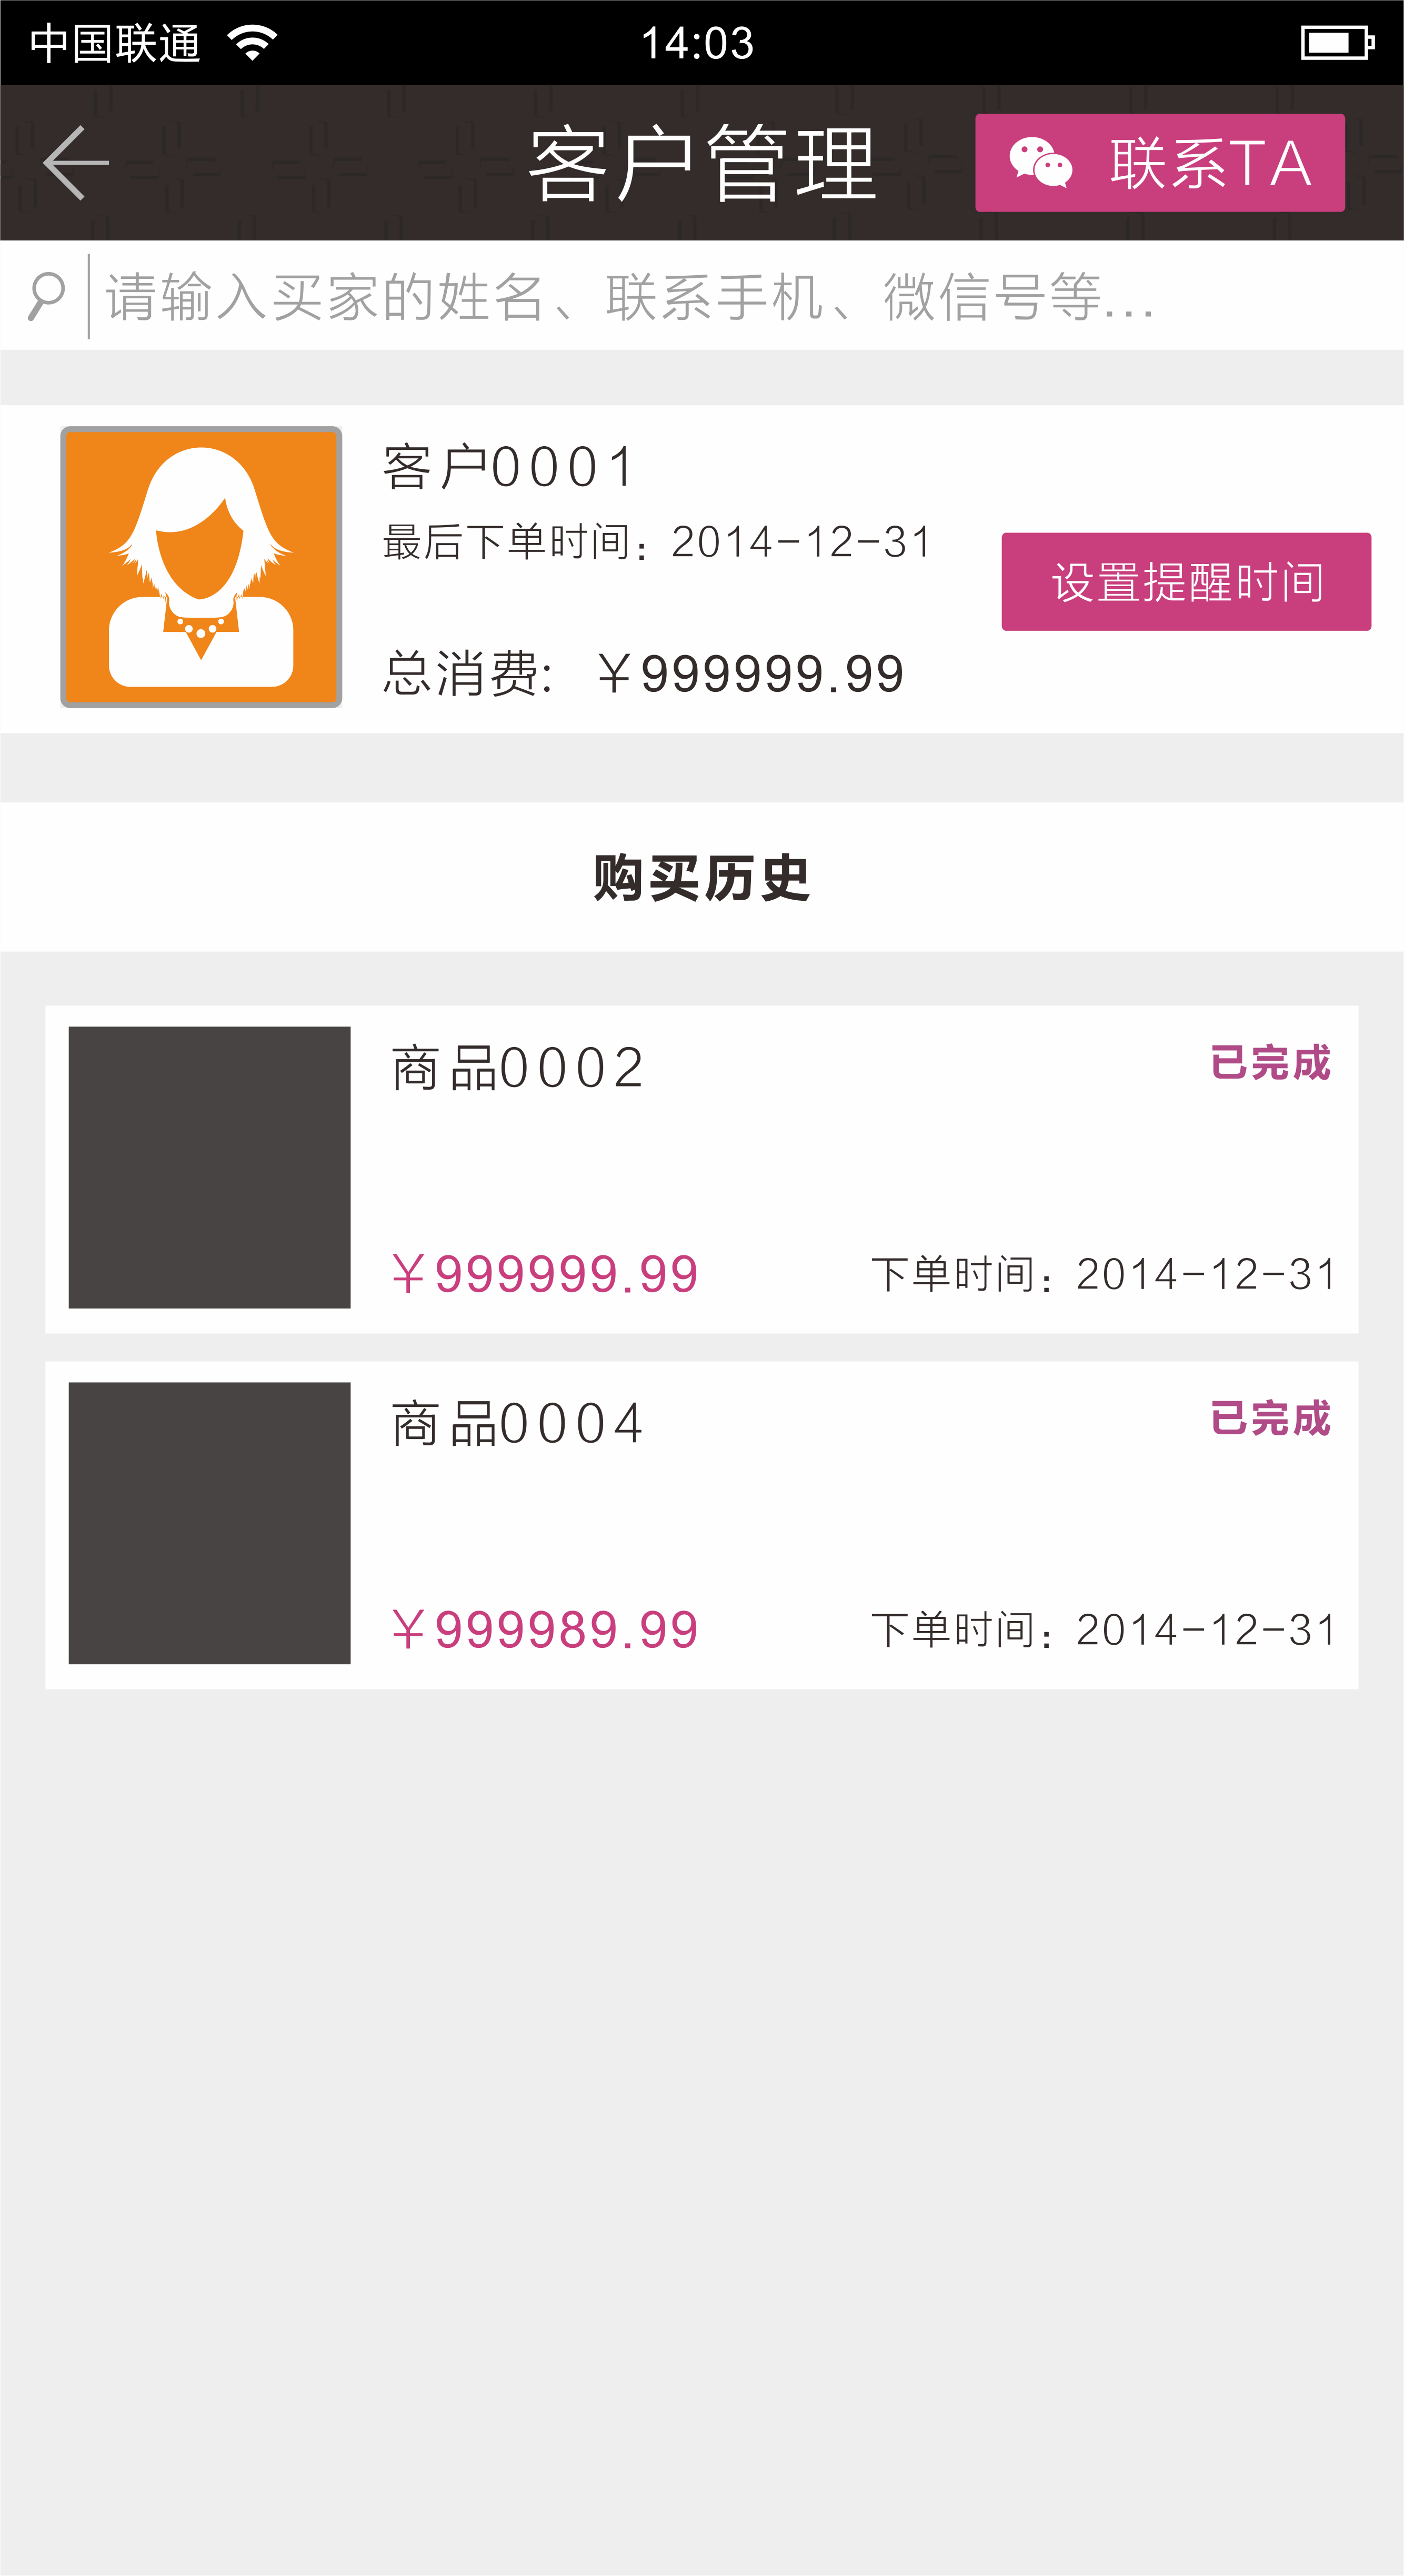 中国联通 14:03
客户管理 联系TA
请输入买家的姓名、联系手机、微信号等...
客户0001
最后下单时间：2014-12-31
设置提醒时间
总消费: ￥999999.99
购买历史
商品0002 已完成
￥999999.99 下单时间：2014-12-31
商品0004 已完成
￥999989.99 下单时间：2014-12-31